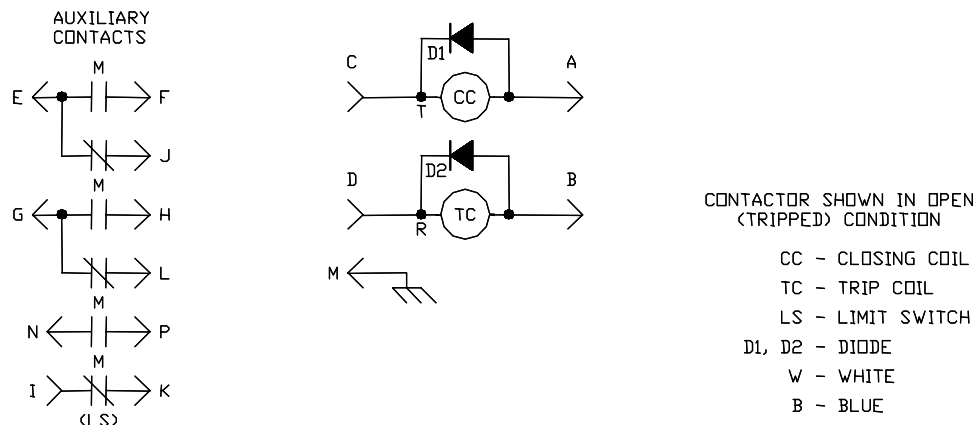 AUXILIARY
CONTACTS
M
E
F
J
M
G
H
L
M
N
P
M
I
K
(LS)
C
D1
A
CC
T
D
D2
B
TC
R
M
CONTACTOR SHOWN IN OPEN
(TRIPPED) CONDITION
CC - CLOSING COIL
TC - TRIP COIL
LS - LIMIT SWITCH
D1, D2 - DIODE
W - WHITE
B - BLUE